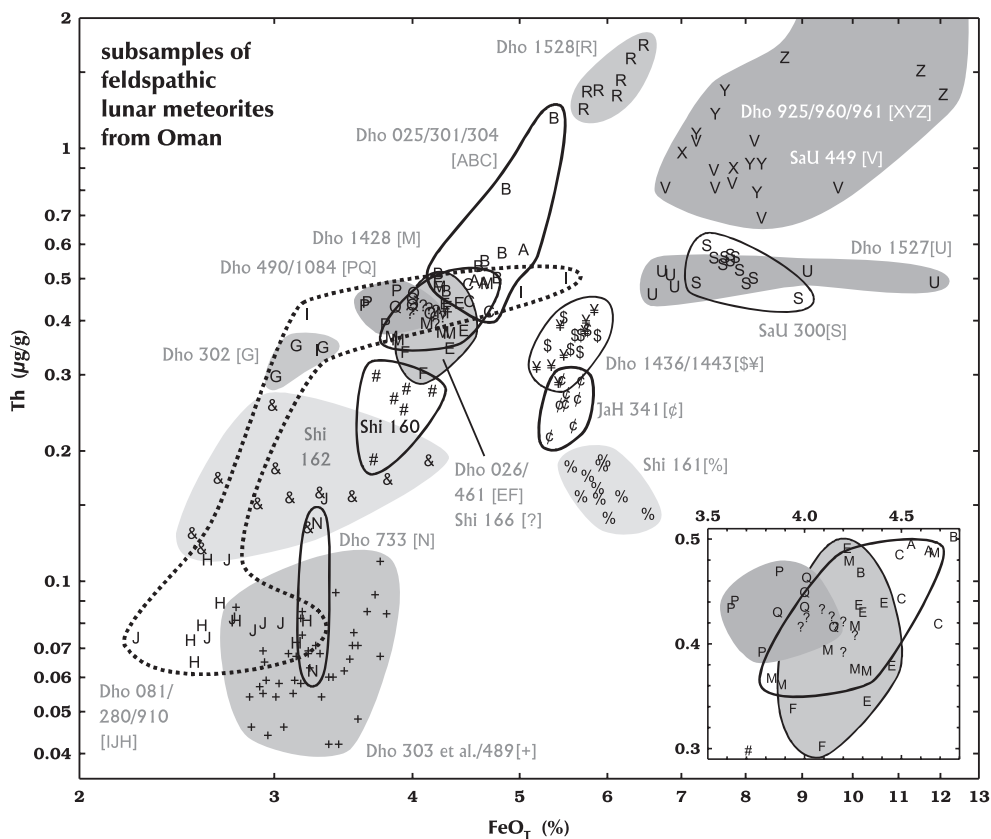 subsamples of
feldspathic
lunar meteorites
from Oman
Dho 1528[R]
Dho 925/960/961 [XYZ]
SaU 449 [V]
Dho 025/301/304
[ABC]
Dho 1428 [M]
Dho 490/1084 [PQ]
Dho 1527[U]
SaU 300[S]
Dho 302 [G]
Dho 1436/1443[$¥]
JaH 341[¢]
Shi 160
Shi
162
Shi 161[%]
Dho 026/
461 [EF]
Shi 166 [?]
Dho 733 [N]
Dho 081/
280/910
[IJH]
Dho 303 et al./489[+]
Th (µg/g)
2
1
0.7
0.6
0.5
0.4
0.3
0.2
0.1
0.07
0.06
0.05
0.04
2 3 4 5 6 7 8 9 10 11 12 13
FeO_T (%)
3.5 4.0 4.5
0.5
0.4
0.3